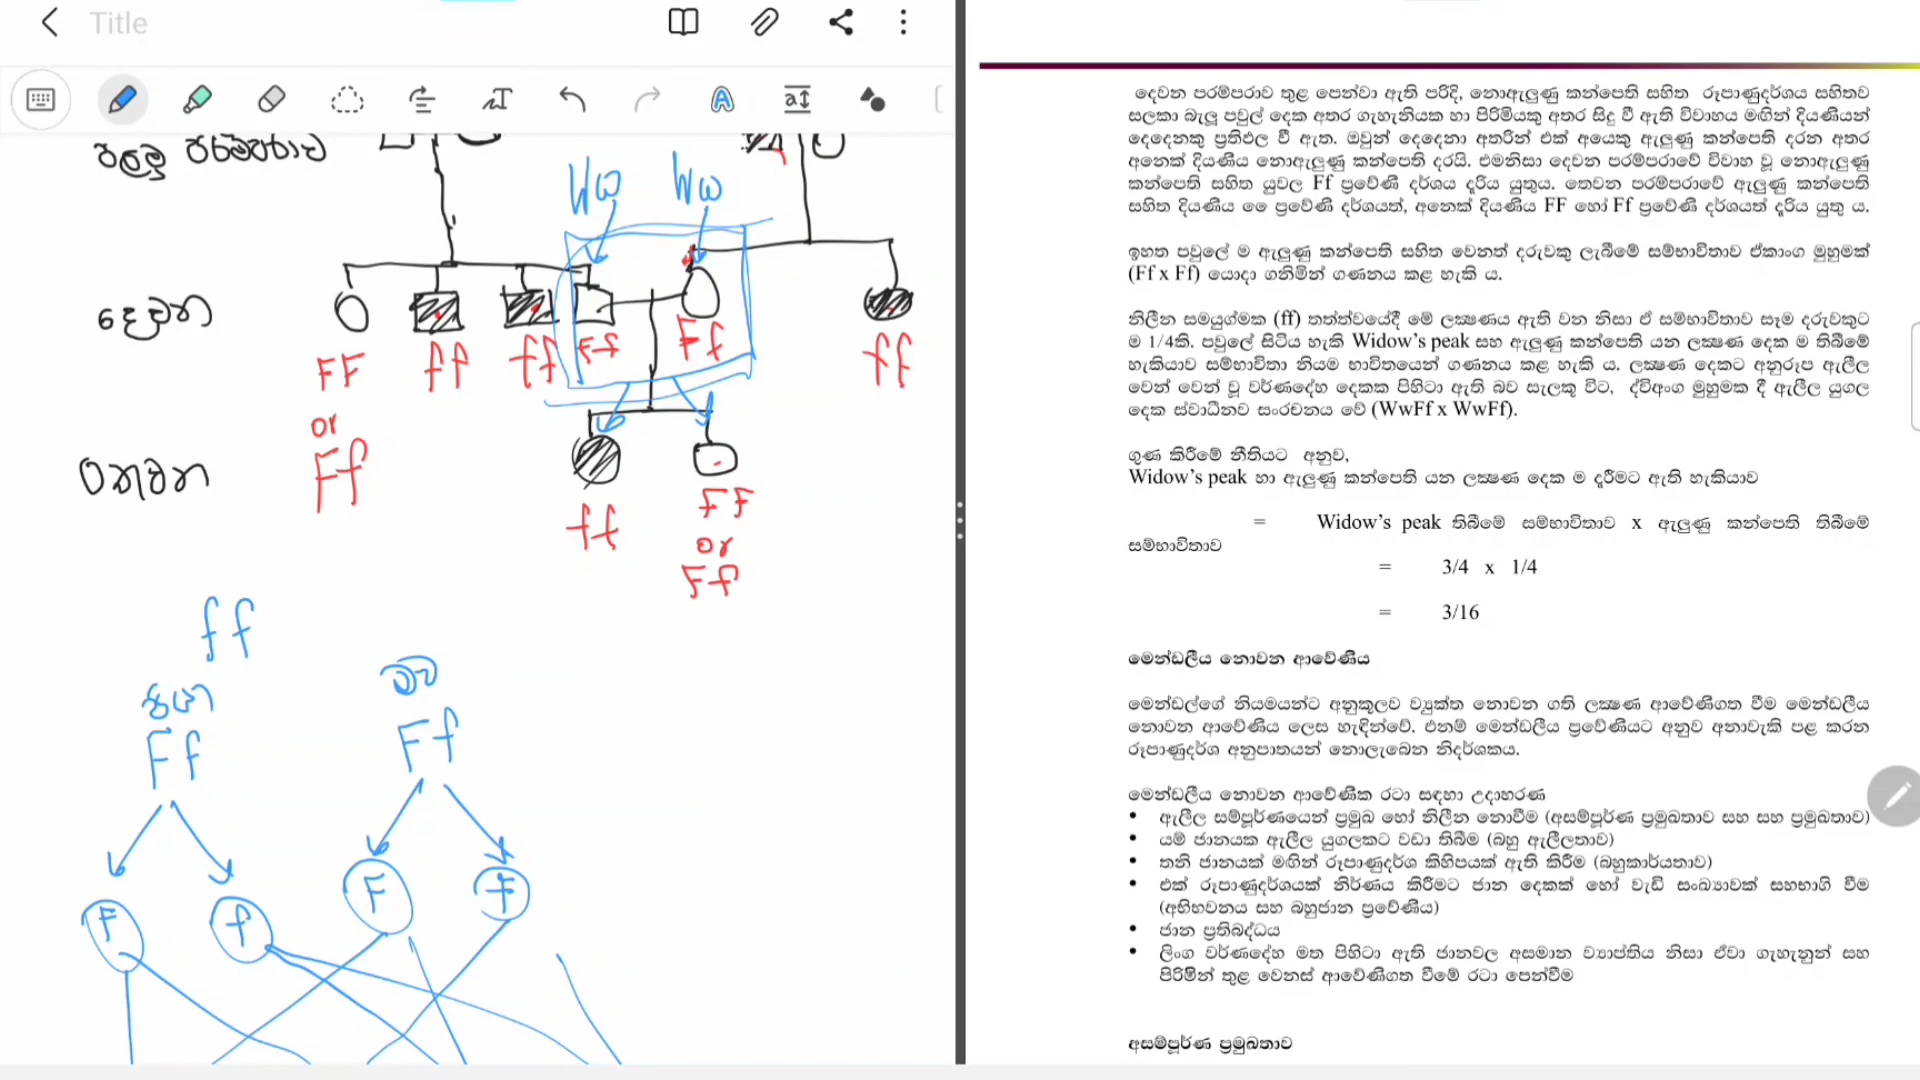 Title
පළමු පරම්පරාව
Ww Ww
දෙවන
FF ff ff Ff Ff ff
or
Ff
ff FF
or
Ff
ff
පියා මව
Ff Ff
F f F f
දෙවන පරම්පරාව තුළ පෙන්වා ඇති පරිදි, නොඇලුණු කන්පෙති සහිත රූපාණුදර්ශය සහිතව
සලකා බැලූ පවුල් දෙක අතර ගැහැනියක හා පිරිමියකු අතර සිදු වී ඇති විවාහය මඟින් දියණියන්
දෙදෙනකු ප්‍රතිඵල වී ඇත. ඔවුන් දෙදෙනා අතරින් එක් අයෙකු ඇලුණු කන්පෙති දරන අතර
අනෙක් දියණිය නොඇලුණු කන්පෙති දරයි. එමනිසා දෙවන පරම්පරාවේ විවාහ වූ නොඇලුණු
කන්පෙති සහිත යුවල Ff ප්‍රවේණි දර්ශය දැරිය යුතුය. තෙවන පරම්පරාවේ ඇලුණු කන්පෙති
සහිත දියණිය ෆෆ ප්‍රවේණි දර්ශයත්, අනෙක් දියණිය FF හෝ Ff ප්‍රවේණි දර්ශයත් දැරිය යුතු ය.
ඉහත පවුලේ ම ඇලුණු කන්පෙති සහිත වෙනත් දරුවකු ලැබීමේ සම්භාවිතාව ඒකාංග මුහුමක්
(Ff x Ff) යොදා ගනිමින් ගණනය කළ හැකි ය.
නිලීන සමයුග්මක (ff) තත්ත්වයේදී මේ ලක්‍ෂණය ඇති වන නිසා ඒ සම්භාවිතාව සෑම දරුවකුට
ම 1/4කි. පවුලේ සිටිය හැකි Widow's peak සහ ඇලුණු කන්පෙති යන ලක්‍ෂණ දෙක ම තිබීමේ
හැකියාව සම්භාවිතා නියම භාවිතයෙන් ගණනය කළ හැකි ය. ලක්‍ෂණ දෙකට අනුරූප ඇලීල
වෙන් වෙන් වූ වර්ණදේහ දෙකක පිහිටා ඇති බව සැලකූ විට, ද්විඅංග මුහුමක දී ඇලීල යුගල
දෙක ස්වාධීනව සංරචනය වේ (WwFf x WwFf).
ගුණ කිරීමේ නීතියට අනුව,
Widow's peak හා ඇලුණු කන්පෙති යන ලක්‍ෂණ දෙක ම දැරීමට ඇති හැකියාව
= Widow's peak තිබීමේ සම්භාවිතාව x ඇලුණු කන්පෙති තිබීමේ
සම්භාවිතාව
= 3/4 x 1/4
= 3/16
මෙන්ඩලීය නොවන ආවේණිය
මෙන්ඩල්ගේ නියමයන්ට අනුකූලව ව්‍යුක්ත නොවන ගති ලක්‍ෂණ ආවේණිගත වීම මෙන්ඩලීය
නොවන ආවේණිය ලෙස හැඳින්වේ. එනම් මෙන්ඩලීය ප්‍රවේණියට අනුව අනාවැකි පළ කරන
රූපාණුදර්ශ අනුපාතයන් නොලැබෙන නිදර්ශකය.
මෙන්ඩලීය නොවන ආවේණික රටා සඳහා උදාහරණ
• ඇලීල සම්පූර්ණයෙන් ප්‍රමුඛ හෝ නිලීන නොවීම (අසම්පූර්ණ ප්‍රමුඛතාව සහ සහ ප්‍රමුඛතාව)
• යම් ජානයක ඇලීල යුගලකට වඩා තිබීම (බහු ඇලීලතාව)
• තනි ජානයක් මඟින් රූපාණුදර්ශ කිහිපයක් ඇති කිරීම (බහුකාර්යතාව)
• එක් රූපාණුදර්ශයක් නිර්ණය කිරීමට ජාන දෙකක් හෝ වැඩි සංඛ්‍යාවක් සහභාගි වීම
(අභිභවනය සහ බහුජාන ප්‍රවේණිය)
• ජාන ප්‍රතිබද්ධය
• ලිංග වර්ණදේහ මත පිහිටා ඇති ජානවල අසමාන ව්‍යාප්තිය නිසා ඒවා ගැහැනුන් සහ
පිරිමින් තුළ වෙනස් ආවේණිගත වීමේ රටා පෙන්වීම
අසම්පූර්ණ ප්‍රමුඛතාව